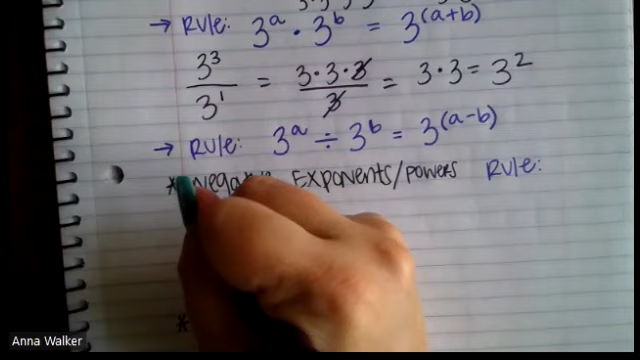 → RULE: 3^a · 3^b = 3^(a+b)
3^3/3^1 = 3·3·3/3 = 3·3 = 3^2
→ RULE: 3^a ÷ 3^b = 3^(a-b)
* Exponents/powers RULE:
*
Anna Walker